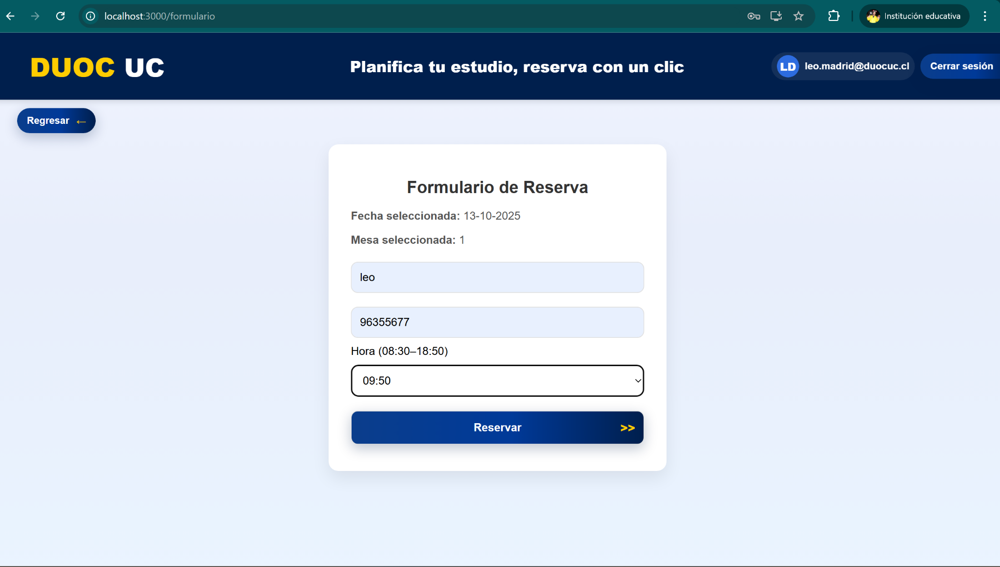 localhost:3000/formulario
Institución educativa
DUOC UC
Planifica tu estudio, reserva con un clic
LD
leo.madrid@duocuc.cl
Cerrar sesión
Regresar ←
Formulario de Reserva
Fecha seleccionada: 13-10-2025
Mesa seleccionada: 1
leo
96355677
Hora (08:30–18:50)
09:50
Reservar >>